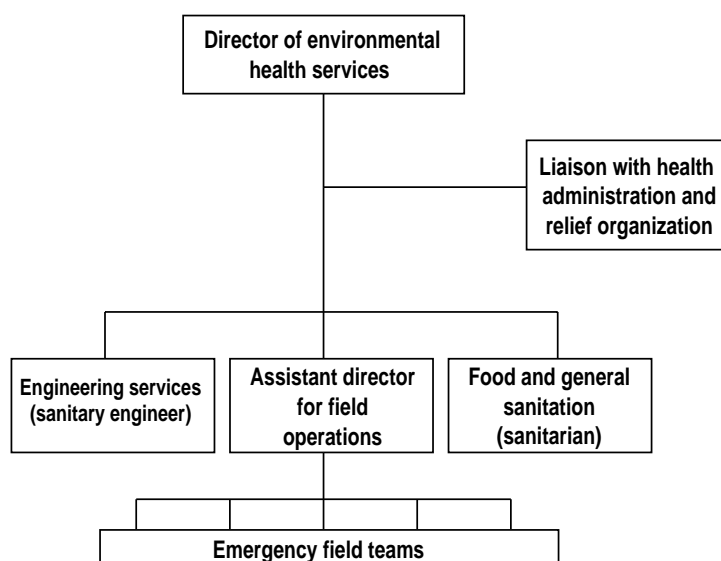 Director of environmental
health services
Liaison with health
administration and
relief organization
Engineering services
(sanitary engineer)
Assistant director
for field
operations
Food and general
sanitation
(sanitarian)
Emergency field teams